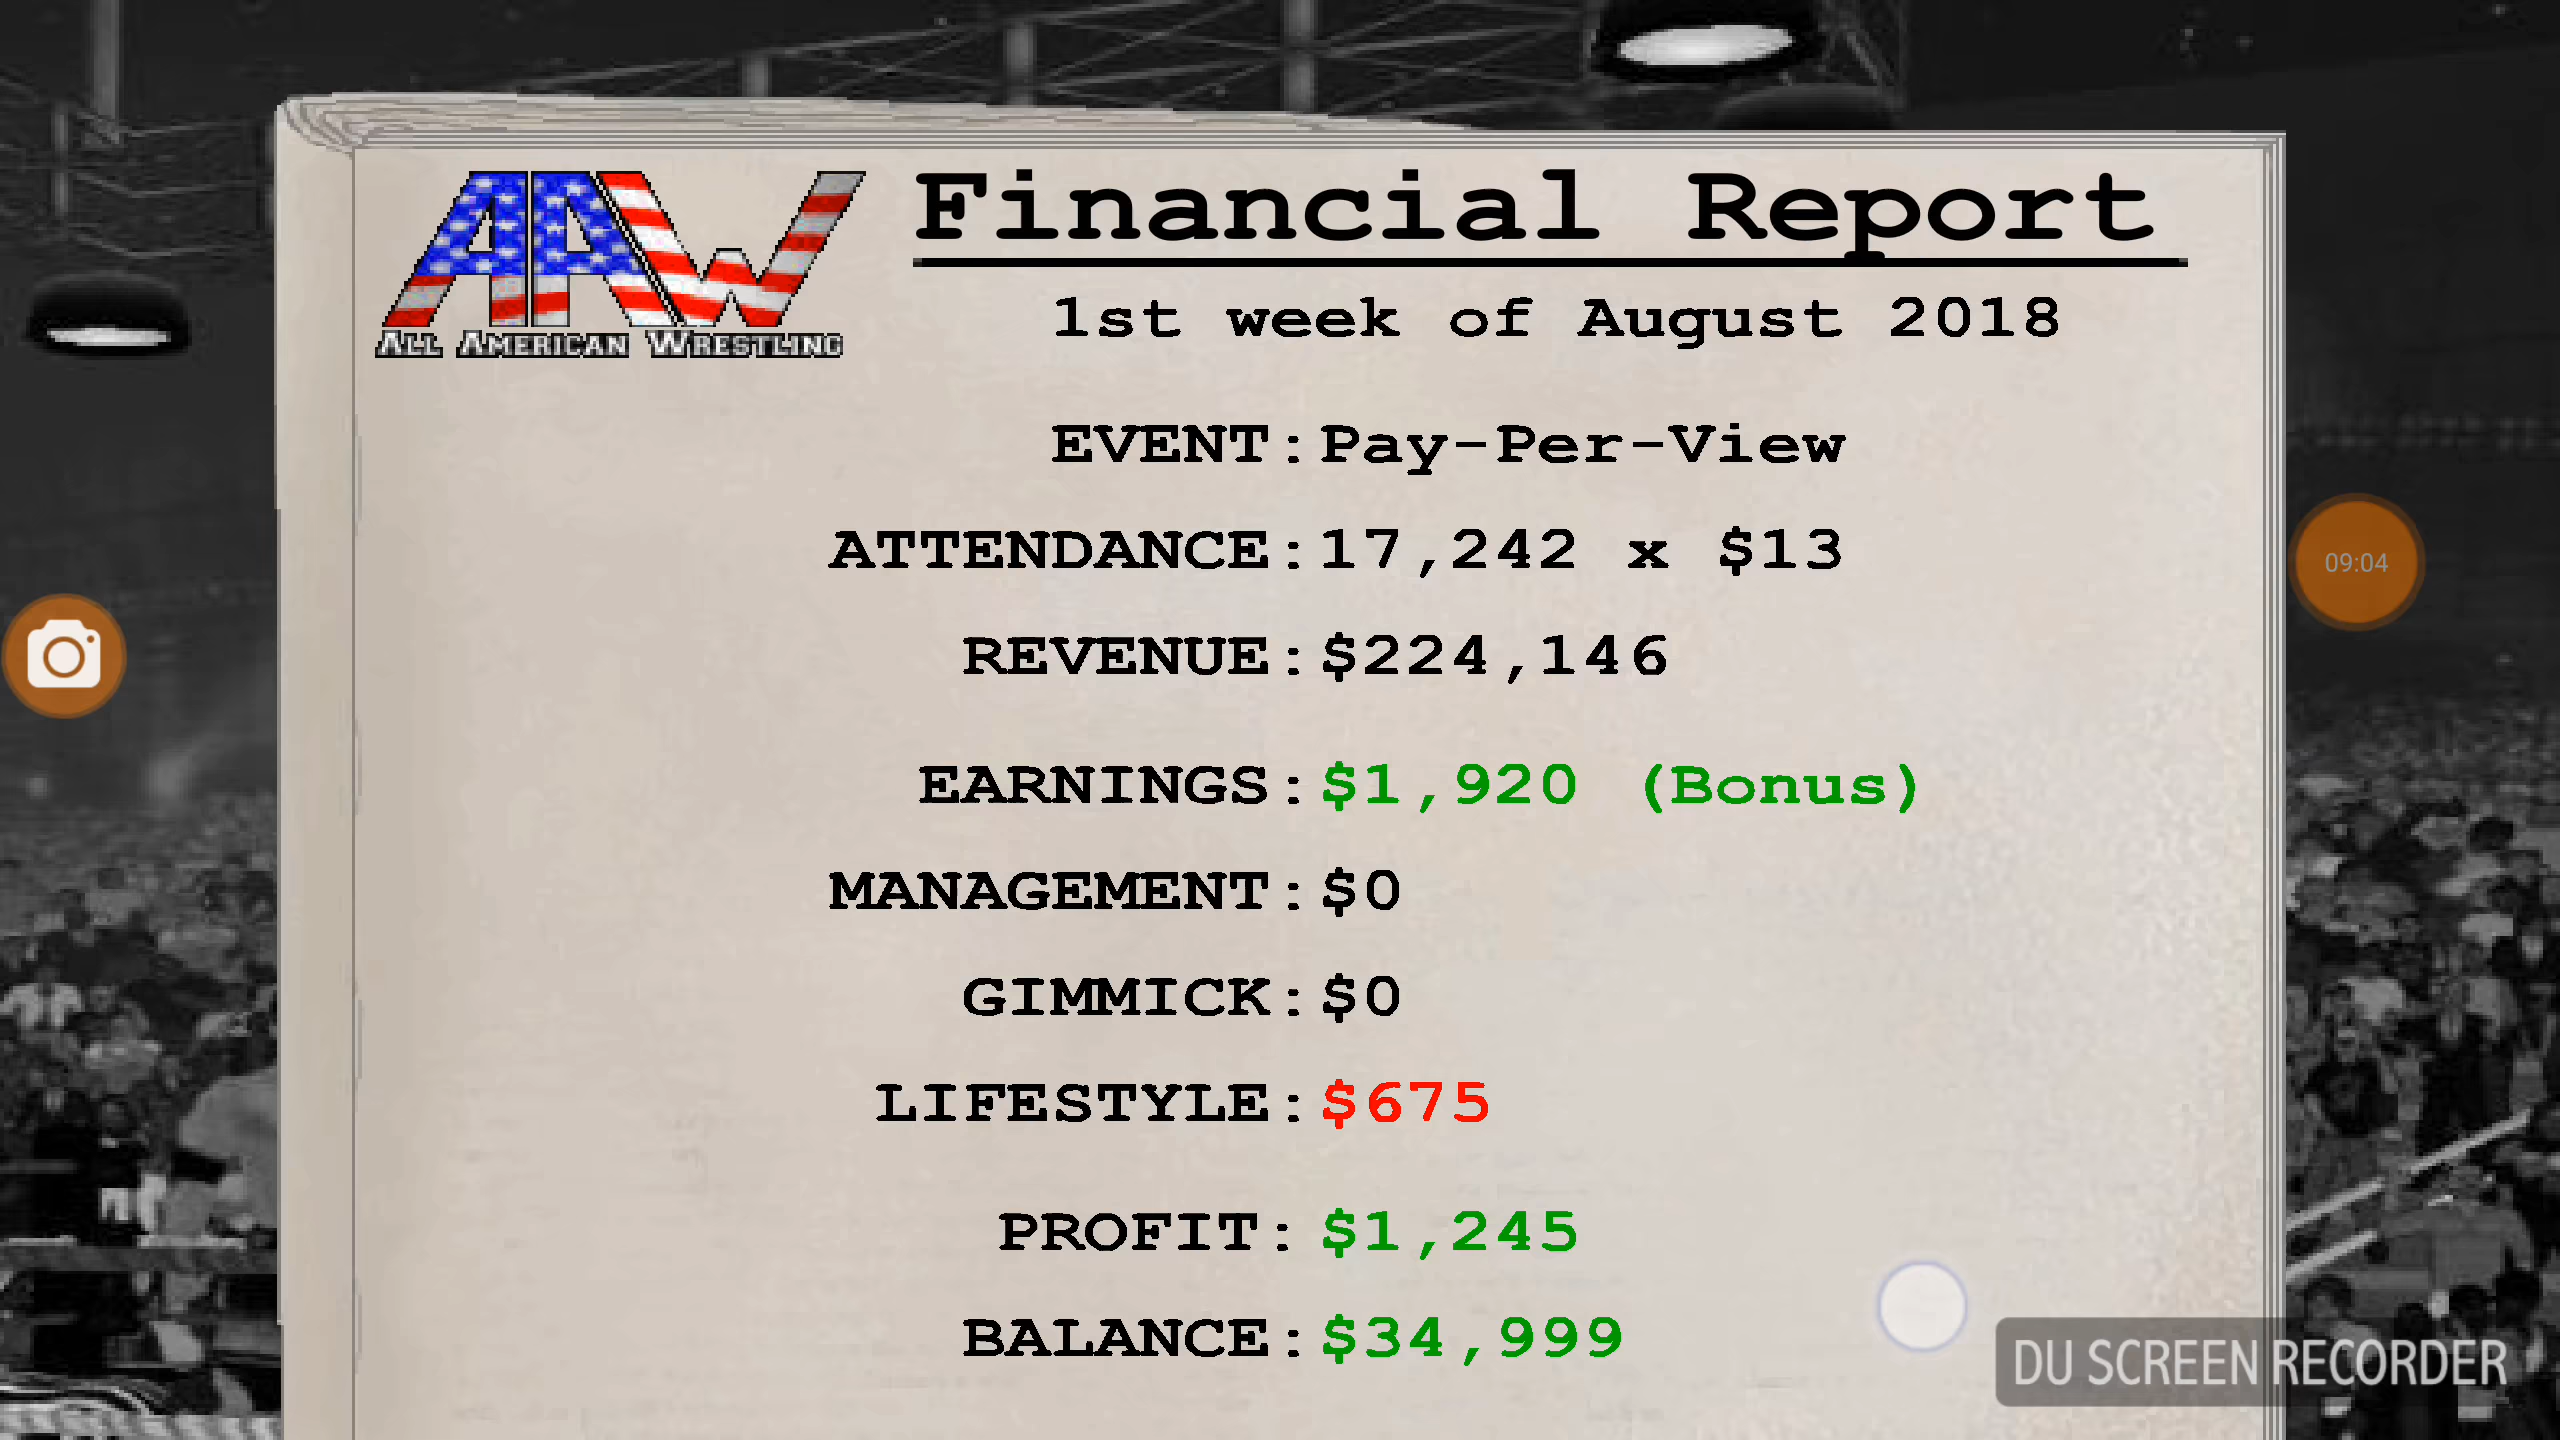 AAW
ALL AMERICAN WRESTLING
Financial Report
1st week of August 2018
EVENT: Pay-Per-View
ATTENDANCE: 17,242 x $13
REVENUE: $224,146
EARNINGS: $1,920 (Bonus)
MANAGEMENT: $0
GIMMICK: $0
LIFESTYLE: $675
PROFIT: $1,245
BALANCE: $34,999
09:04
DU SCREEN RECORDER